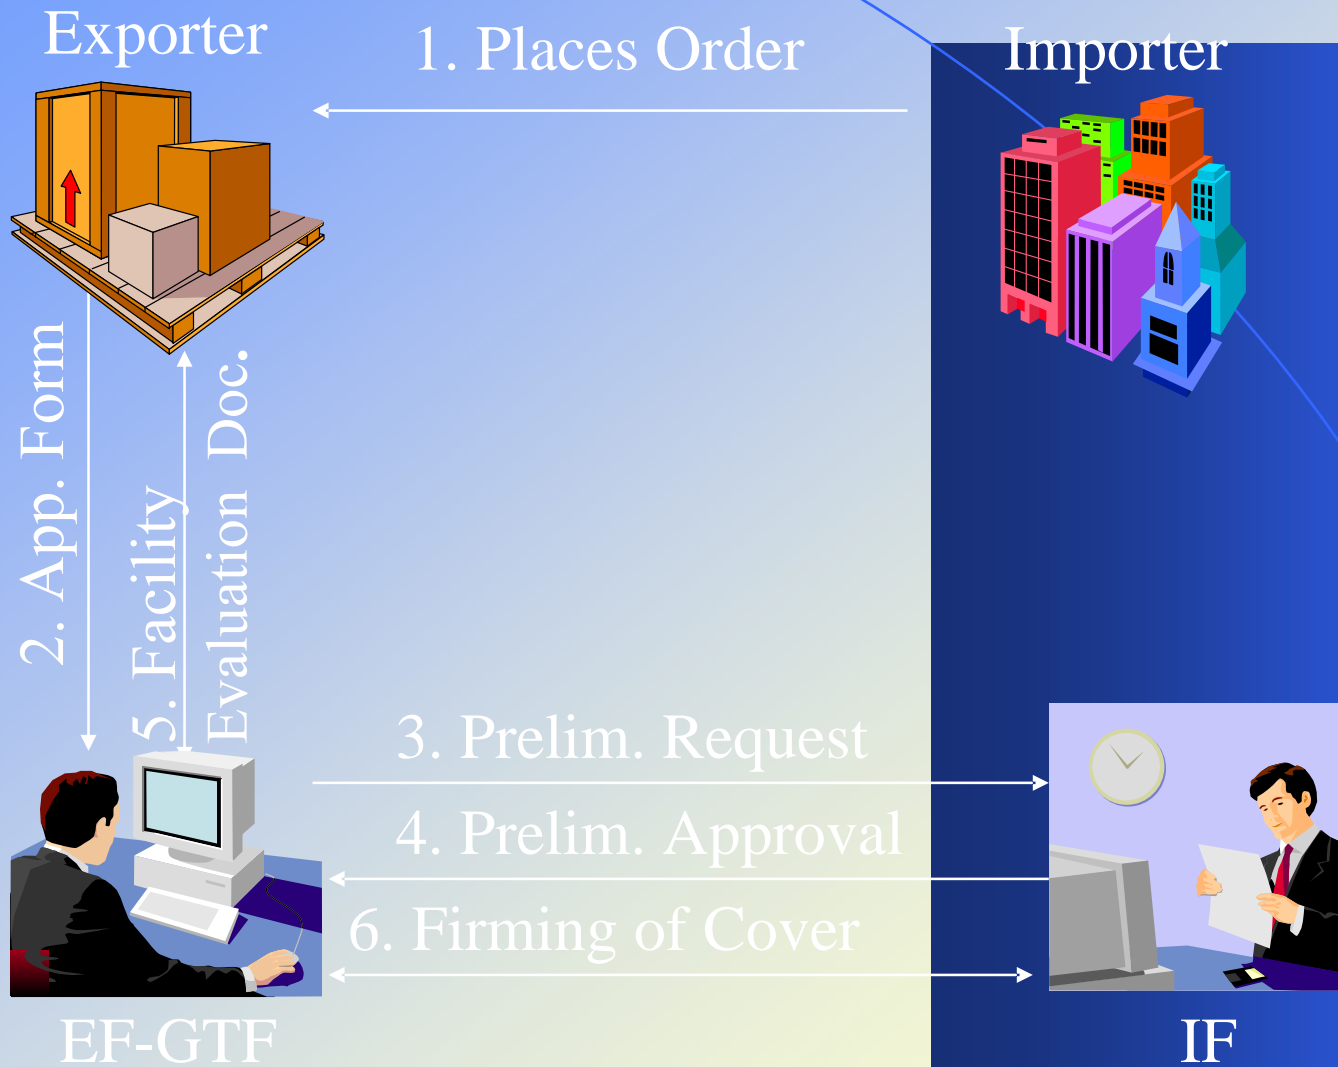 Exporter
1. Places Order
Importer
2. App. Form
5. Facility
Evaluation Doc.
3. Prelim. Request
4. Prelim. Approval
6. Firming of Cover
EF-GTF
IF